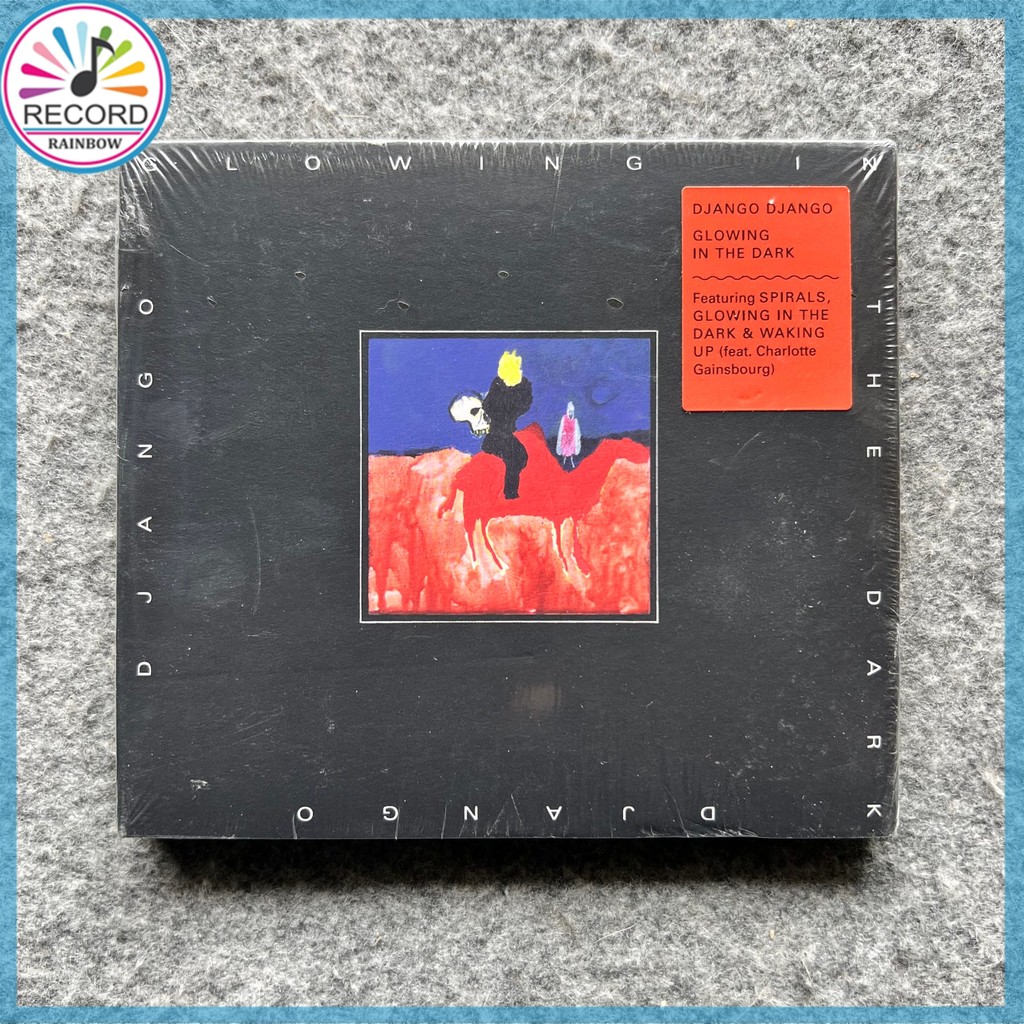 RECORD
RAINBOW
GLOWING IN
THE DARK
DJANGO
DJANGO
DJANGO DJANGO
GLOWING
IN THE DARK
Featuring SPIRALS,
GLOWING IN THE
DARK & WAKING
UP (feat. Charlotte
Gainsbourg)